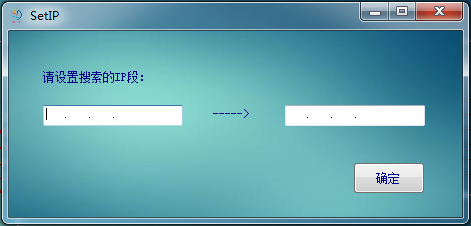 SetIP
请设置搜索的IP段：
. . . -----> . . .
确定